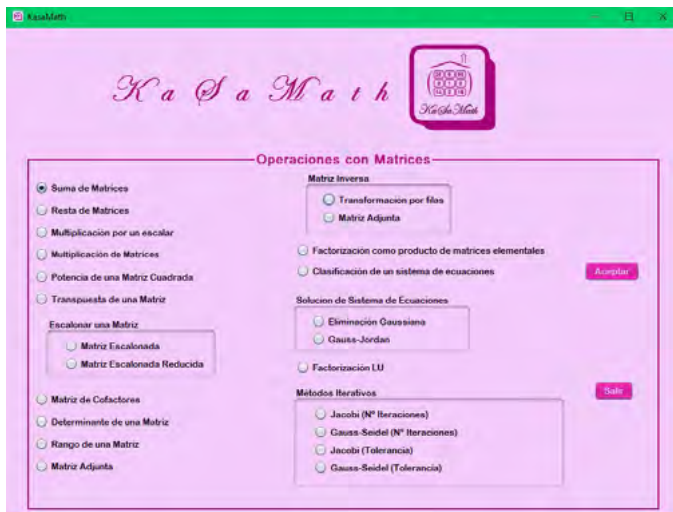 KasaMath
KaSaMath
KaSaMath
Operaciones con Matrices
Suma de Matrices
Resta de Matrices
Multiplicación por un escalar
Multiplicación de Matrices
Potencia de una Matriz Cuadrada
Transpuesta de una Matriz
Escalonar una Matriz
Matriz Escalonada
Matriz Escalonada Reducida
Matriz de Cofactores
Determinante de una Matriz
Rango de una Matriz
Matriz Adjunta
Matriz Inversa
Transformación por filas
Matriz Adjunta
Factorización como producto de matrices elementales
Clasificación de un sistema de ecuaciones
Solucion de Sistema de Ecuaciones
Eliminación Gaussiana
Gauss-Jordan
Factorización LU
Métodos Iterativos
Jacobi (Nº Iteraciones)
Gauss-Seidel (Nº Iteraciones)
Jacobi (Tolerancia)
Gauss-Seidel (Tolerancia)
Aceptar
Salir